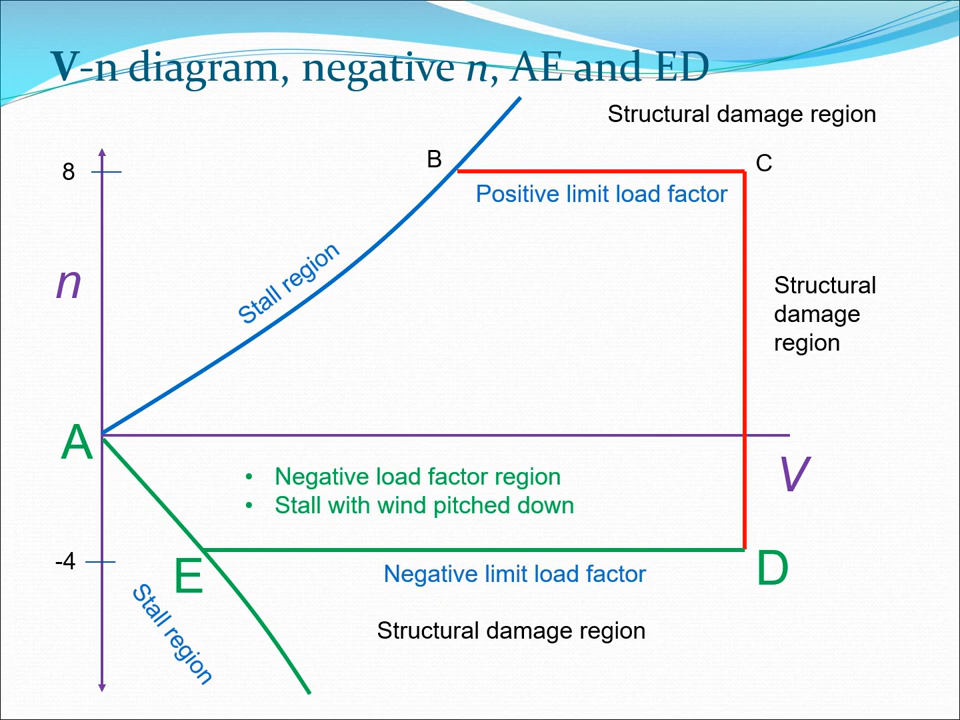 V-n diagram, negative n, AE and ED
Structural damage region
B
C
8
Positive limit load factor
Stall region
n
Structural
damage
region
A
V
• Negative load factor region
• Stall with wind pitched down
-4
E
Negative limit load factor
D
Stall region
Structural damage region